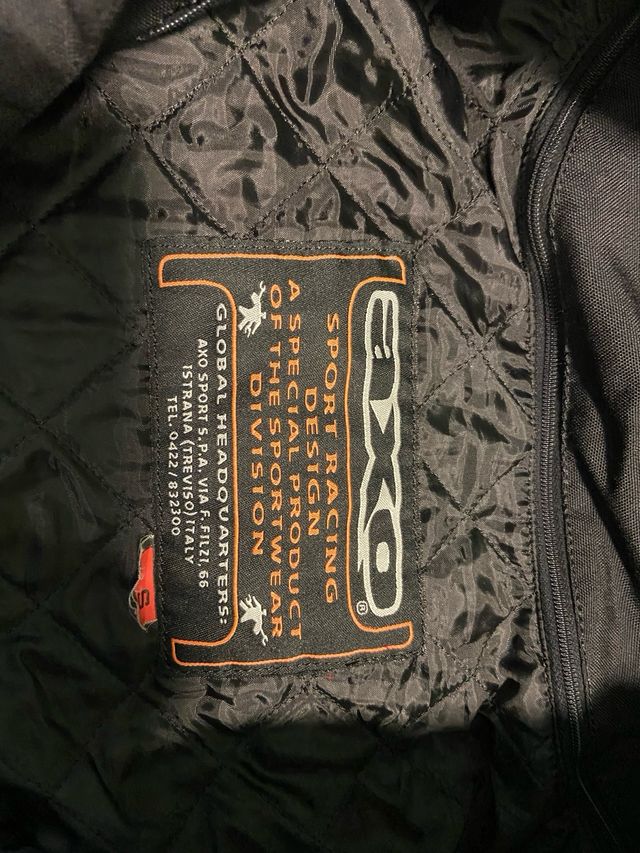 AXO®
SPORT RACING
DESIGN
A SPECIAL PRODUCT
OF THE SPORTWEAR
DIVISION
GLOBAL HEADQUARTERS:
AXO SPORT S.P.A. VIA F. FILZI, 66
ISTRANA (TREVISO) ITALY
TEL. 0422/832300
S